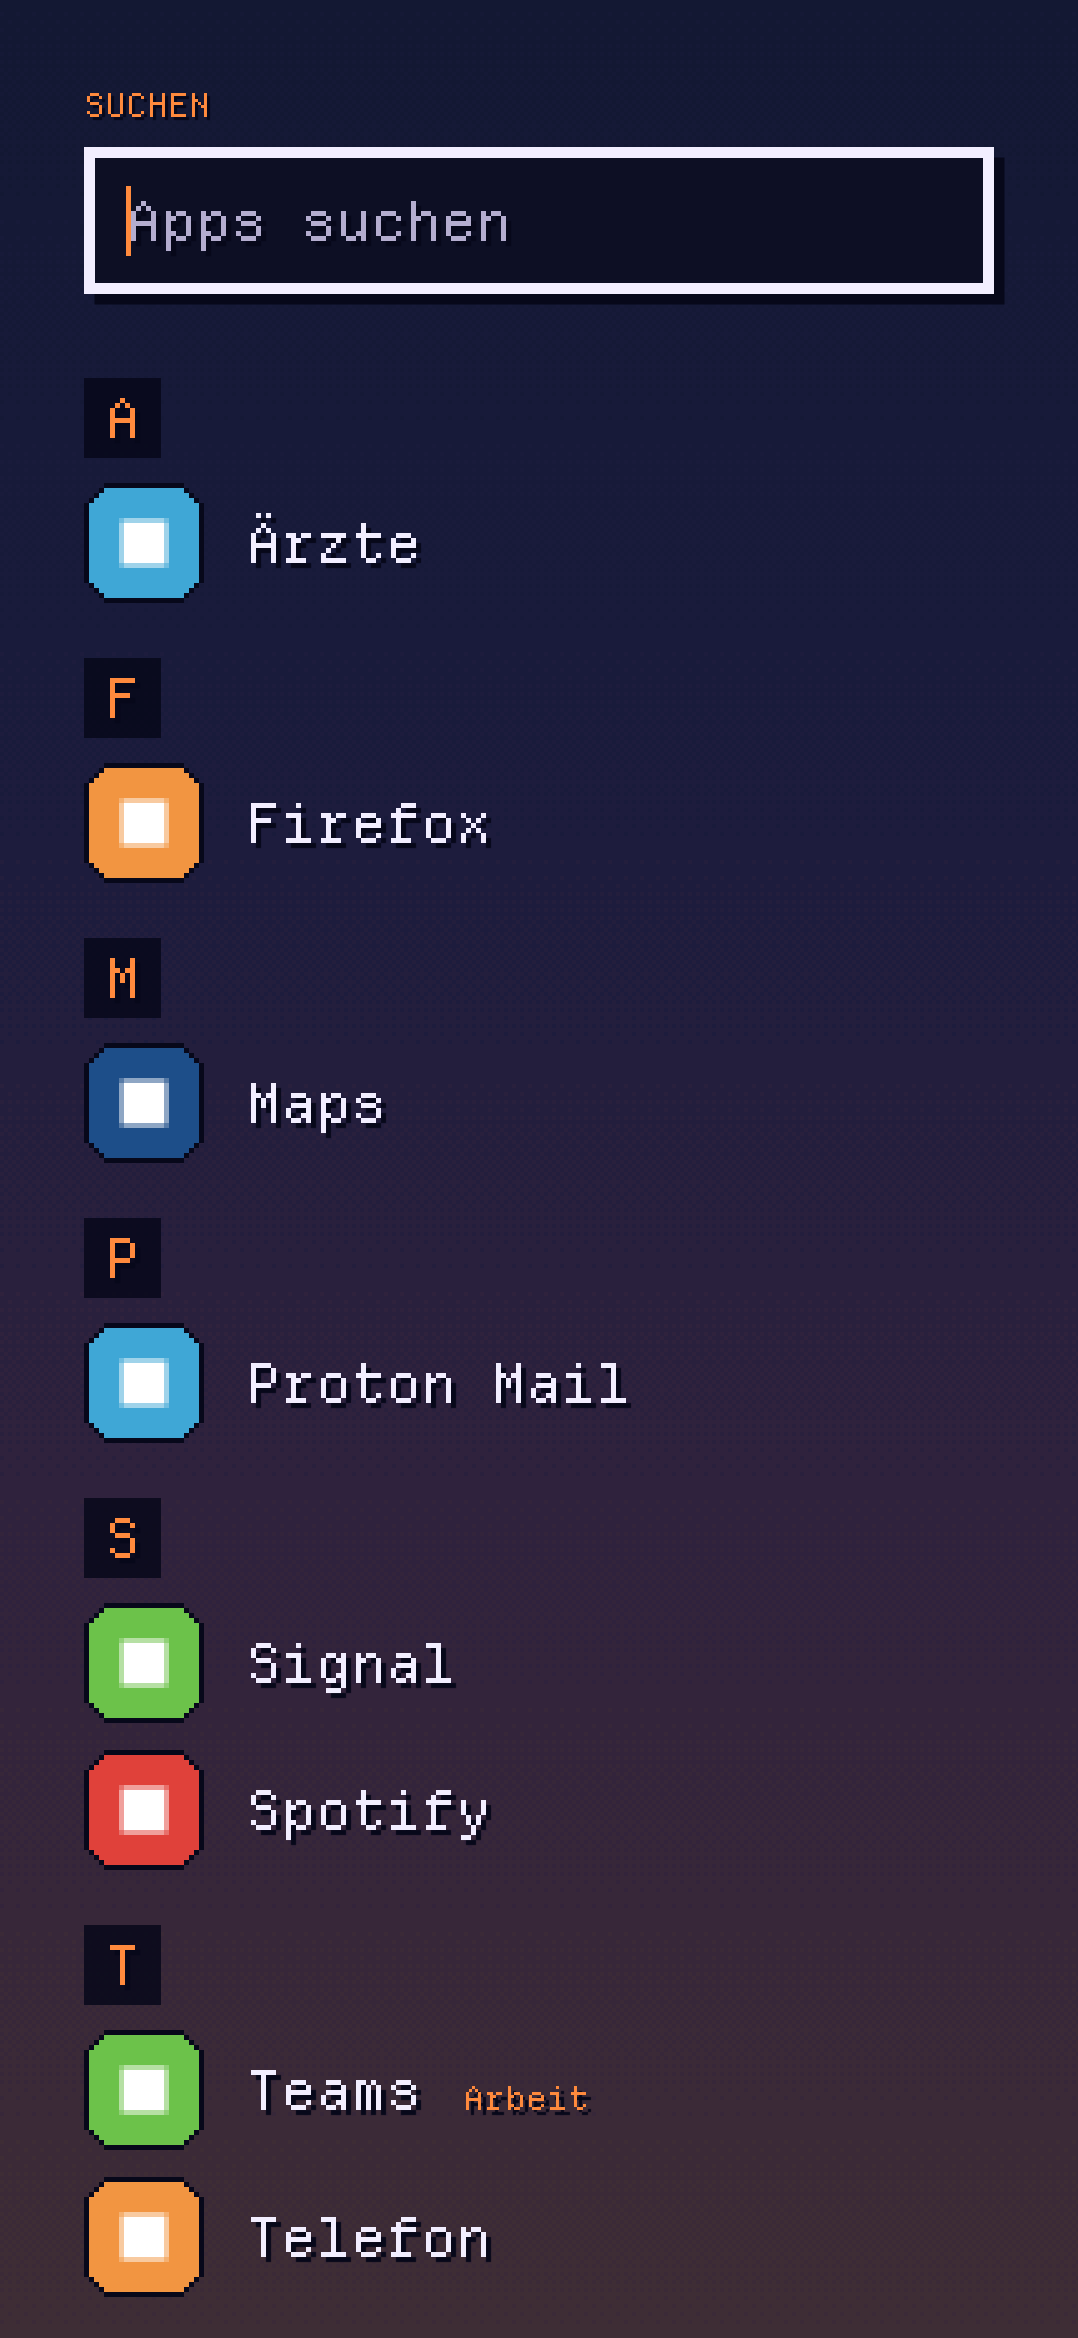 SUCHEN
Apps suchen
A
Ärzte
F
Firefox
M
Maps
P
Proton Mail
S
Signal
Spotify
T
Teams Arbeit
Telefon